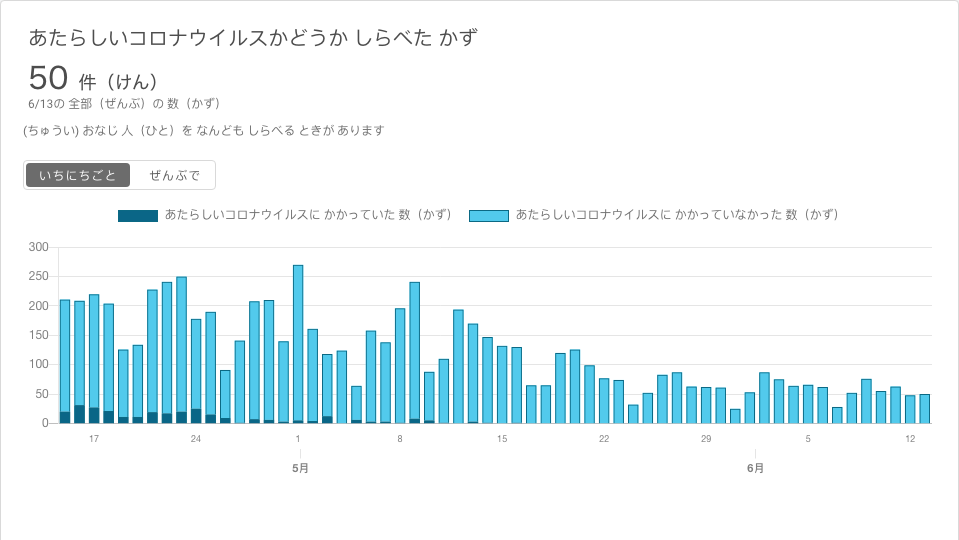 あたらしいコロナウイルスかどうか しらべた かず
50 件（けん）
6/13の 全部（ぜんぶ）の 数（かず）
(ちゅうい) おなじ 人（ひと）を なんども しらべる ときが あります
いちにちごと ぜんぶで
あたらしいコロナウイルスに かかっていた 数（かず） あたらしいコロナウイルスに かかっていなかった 数（かず）
300
250
200
150
100
50
0
17 24 1 8 15 22 29 5 12
5月 6月